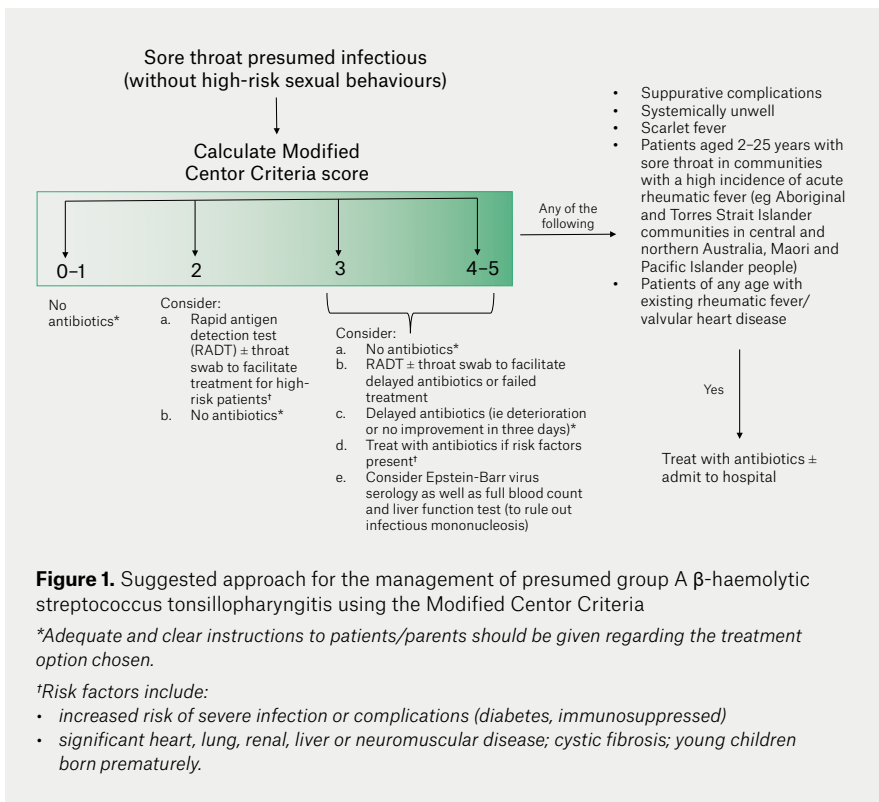 Sore throat presumed infectious
(without high-risk sexual behaviours)
Calculate Modified
Centor Criteria score
0–1
2
3
4–5
No
antibiotics*
Consider:
a. Rapid antigen
detection test
(RADT) ± throat
swab to facilitate
treatment for high-
risk patients†
b. No antibiotics*
Consider:
a. No antibiotics*
b. RADT ± throat swab to facilitate
delayed antibiotics or failed
treatment
c. Delayed antibiotics (ie deterioration
or no improvement in three days)*
d. Treat with antibiotics if risk factors
present†
e. Consider Epstein-Barr virus
serology as well as full blood count
and liver function test (to rule out
infectious mononucleosis)
Any of the
following
• Suppurative complications
• Systemically unwell
• Scarlet fever
• Patients aged 2–25 years with
sore throat in communities
with a high incidence of acute
rheumatic fever (eg Aboriginal
and Torres Strait Islander
communities in central and
northern Australia, Maori and
Pacific Islander people)
• Patients of any age with
existing rheumatic fever/
valvular heart disease
Yes
Treat with antibiotics ±
admit to hospital
Figure 1. Suggested approach for the management of presumed group A β-haemolytic
streptococcus tonsillopharyngitis using the Modified Centor Criteria
*Adequate and clear instructions to patients/parents should be given regarding the treatment
option chosen.
†Risk factors include:
• increased risk of severe infection or complications (diabetes, immunosuppressed)
• significant heart, lung, renal, liver or neuromuscular disease; cystic fibrosis; young children
born prematurely.